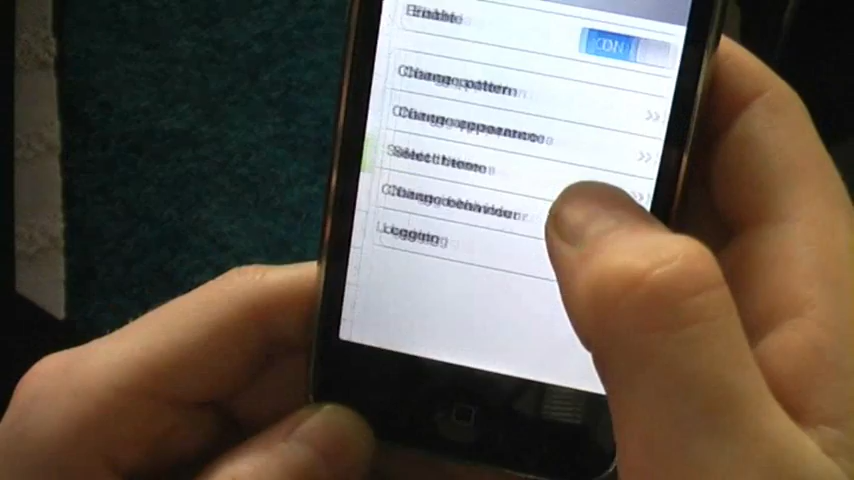 Enable
ON
Change pattern
Change appearance
Select theme
Change behaviour
Logging